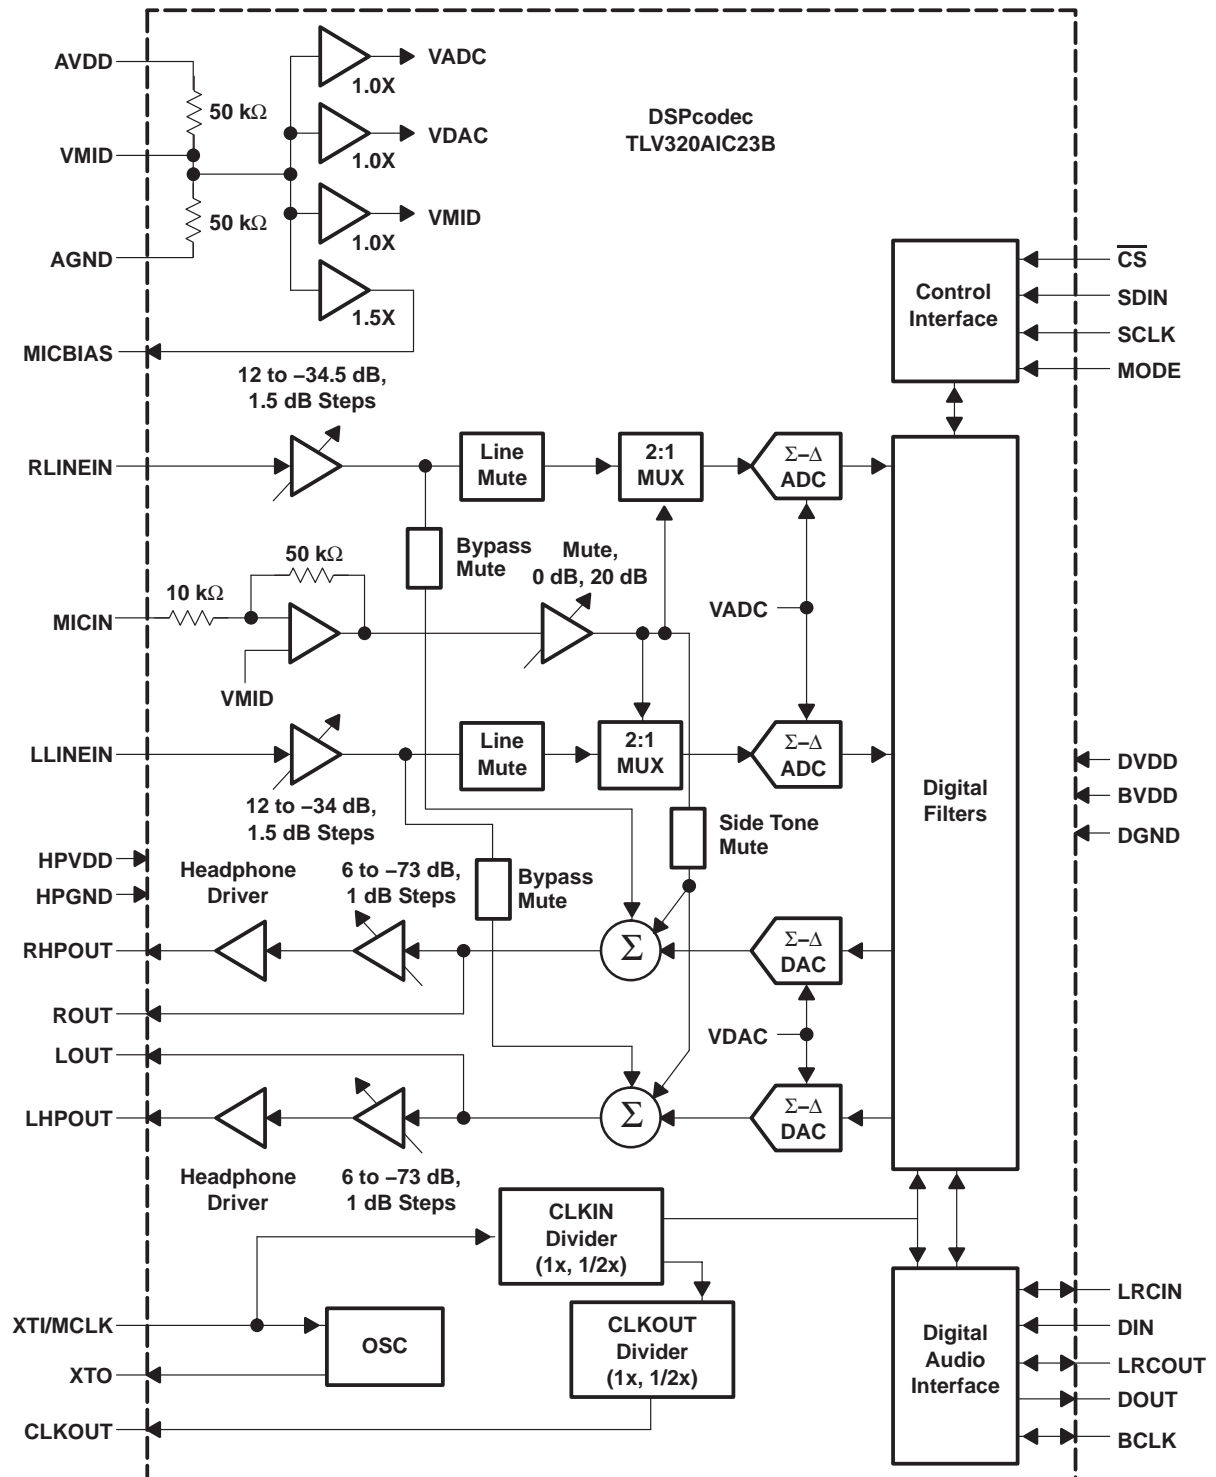 AVDD
50 kΩ
VMID
50 kΩ
AGND
VADC
1.0X
VDAC
1.0X
VMID
1.0X
1.5X
MICBIAS
DSPcodec
TLV320AIC23B
Control
Interface
CS
SDIN
SCLK
MODE
12 to –34.5 dB,
1.5 dB Steps
RLINEIN
Line
Mute
2:1
MUX
Σ–Δ
ADC
Bypass
Mute
50 kΩ
10 kΩ
MICIN
VMID
Mute,
0 dB, 20 dB
VADC
LLINEIN
12 to –34 dB,
1.5 dB Steps
Line
Mute
2:1
MUX
Σ–Δ
ADC
Digital
Filters
DVDD
BVDD
DGND
Side Tone
Mute
HPVDD
HPGND
Headphone
Driver
6 to –73 dB,
1 dB Steps
Bypass
Mute
RHPOUT
Σ
Σ–Δ
DAC
ROUT
LOUT
VDAC
LHPOUT
Σ
Σ–Δ
DAC
Headphone
Driver
6 to –73 dB,
1 dB Steps
CLKIN
Divider
(1x, 1/2x)
XTI/MCLK
OSC
CLKOUT
Divider
(1x, 1/2x)
XTO
CLKOUT
Digital
Audio
Interface
LRCIN
DIN
LRCOUT
DOUT
BCLK